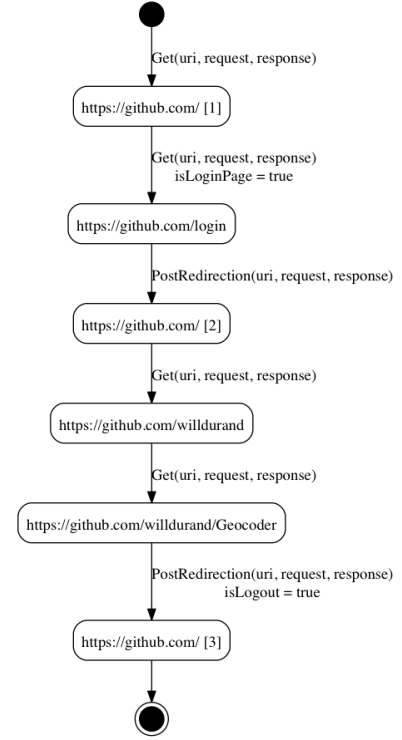 Get(uri, request, response)
https://github.com/ [1]
Get(uri, request, response)
isLoginPage = true
https://github.com/login
PostRedirection(uri, request, response)
https://github.com/ [2]
Get(uri, request, response)
https://github.com/willdurand
Get(uri, request, response)
https://github.com/willdurand/Geocoder
PostRedirection(uri, request, response)
isLogout = true
https://github.com/ [3]